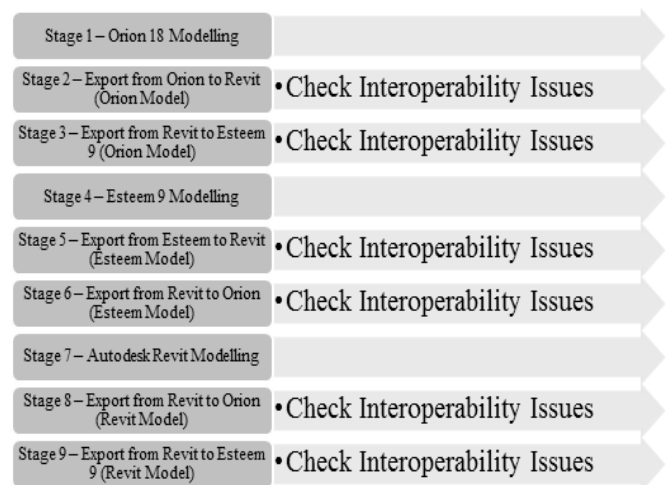 Stage 1 – Orion 18 Modelling
Stage 2 – Export from Orion to Revit
(Orion Model)
• Check Interoperability Issues
Stage 3 – Export from Revit to Esteem
9 (Orion Model)
• Check Interoperability Issues
Stage 4 – Esteem 9 Modelling
Stage 5 – Export from Esteem to Revit
(Esteem Model)
• Check Interoperability Issues
Stage 6 – Export from Revit to Orion
(Esteem Model)
• Check Interoperability Issues
Stage 7 – Autodesk Revit Modelling
Stage 8 – Export from Revit to Orion
(Revit Model)
• Check Interoperability Issues
Stage 9 – Export from Revit to Esteem
9 (Revit Model)
• Check Interoperability Issues